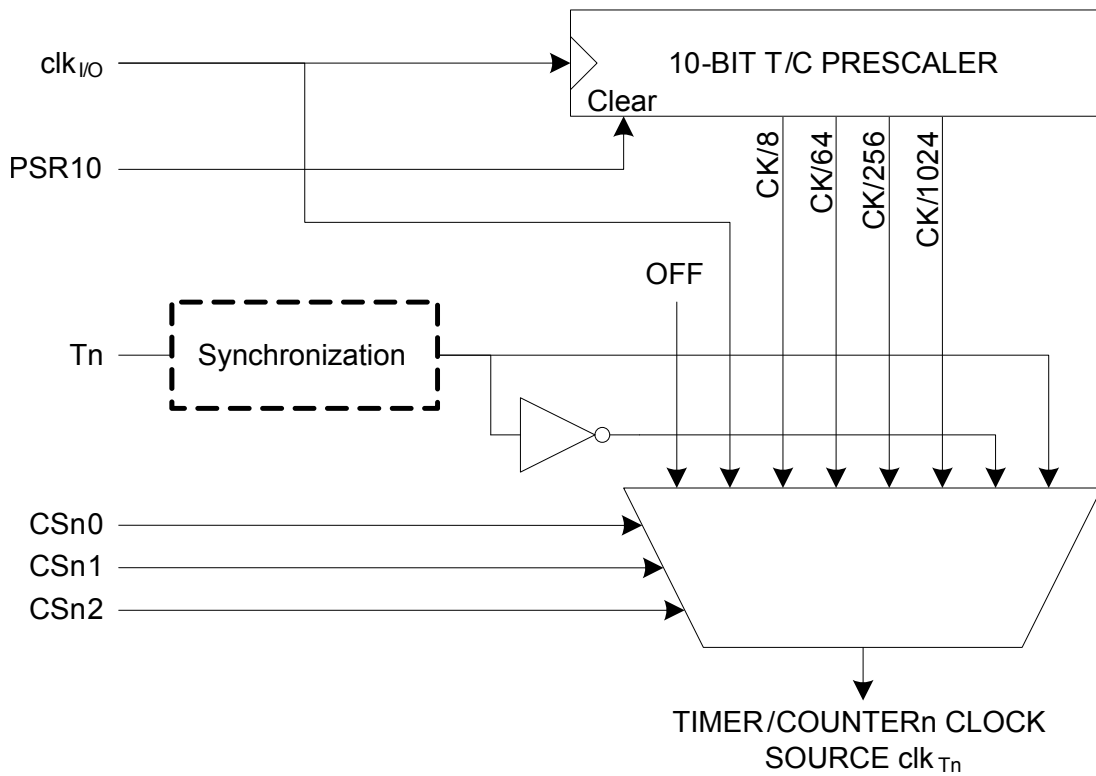 clkI/O
10-BIT T/C PRESCALER
Clear
PSR10
CK/8
CK/64
CK/256
CK/1024
OFF
Tn
Synchronization
CSn0
CSn1
CSn2
TIMER/COUNTERn CLOCK
SOURCE clkTn